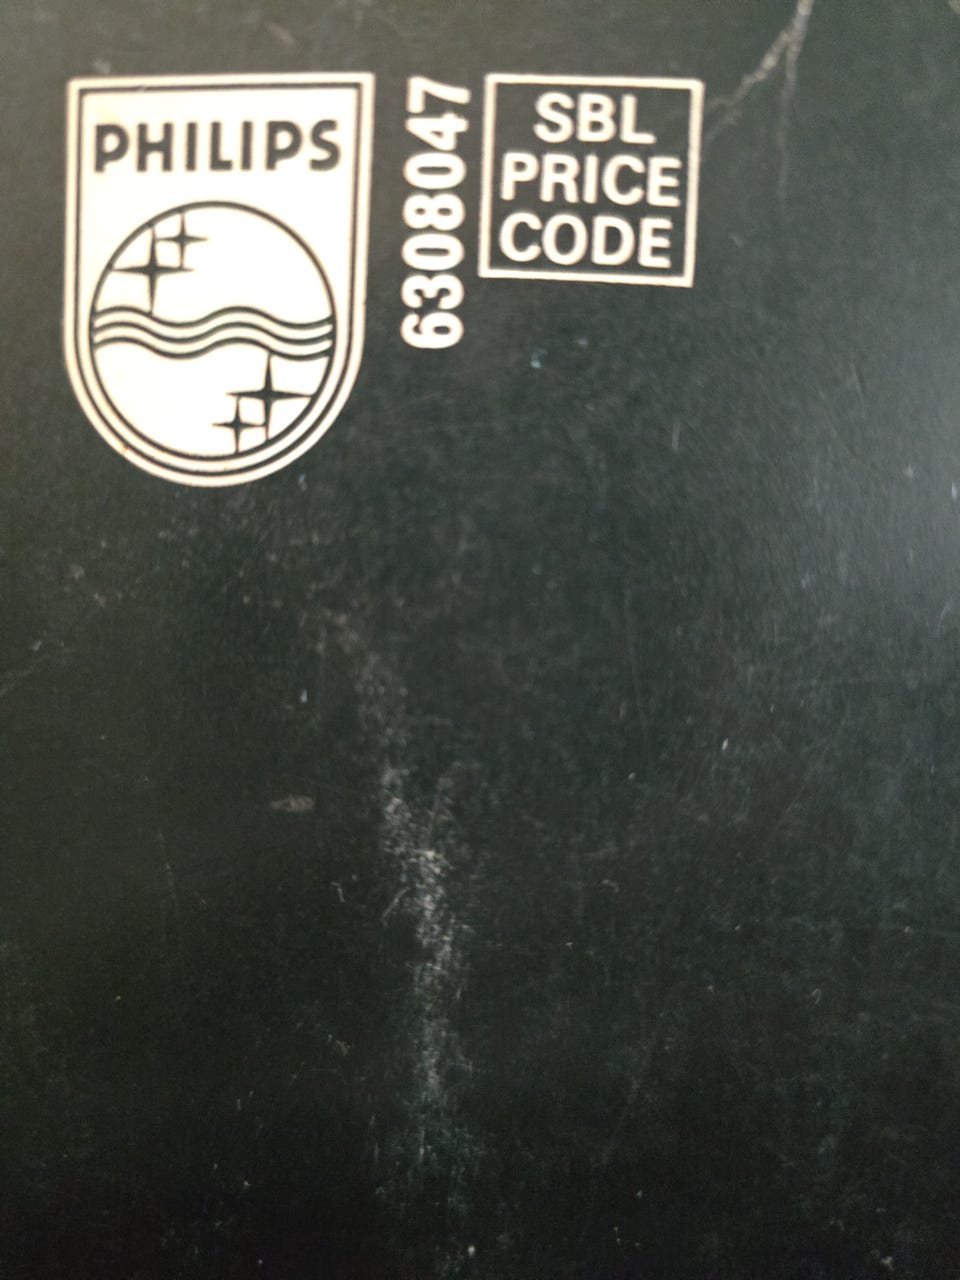 PHILIPS
6308047
SBL
PRICE
CODE